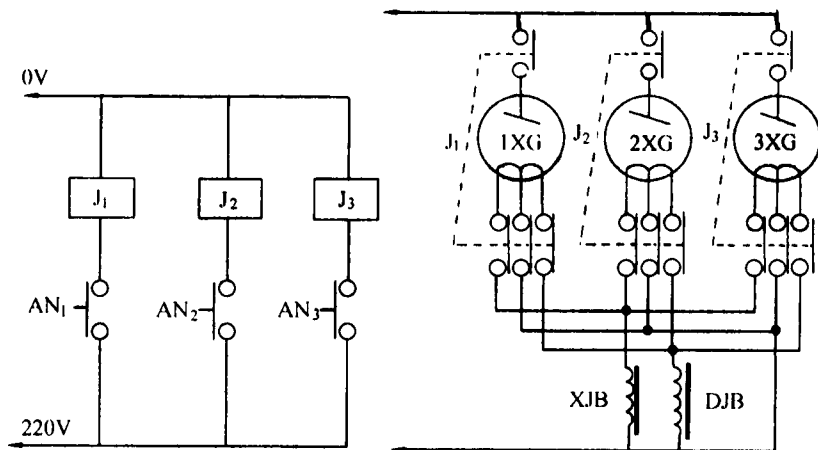 0V
J₁
J₂
J₃
AN₁
AN₂
AN₃
220V
J₁
1XG
J₂
2XG
J₃
3XG
XJB
DJB